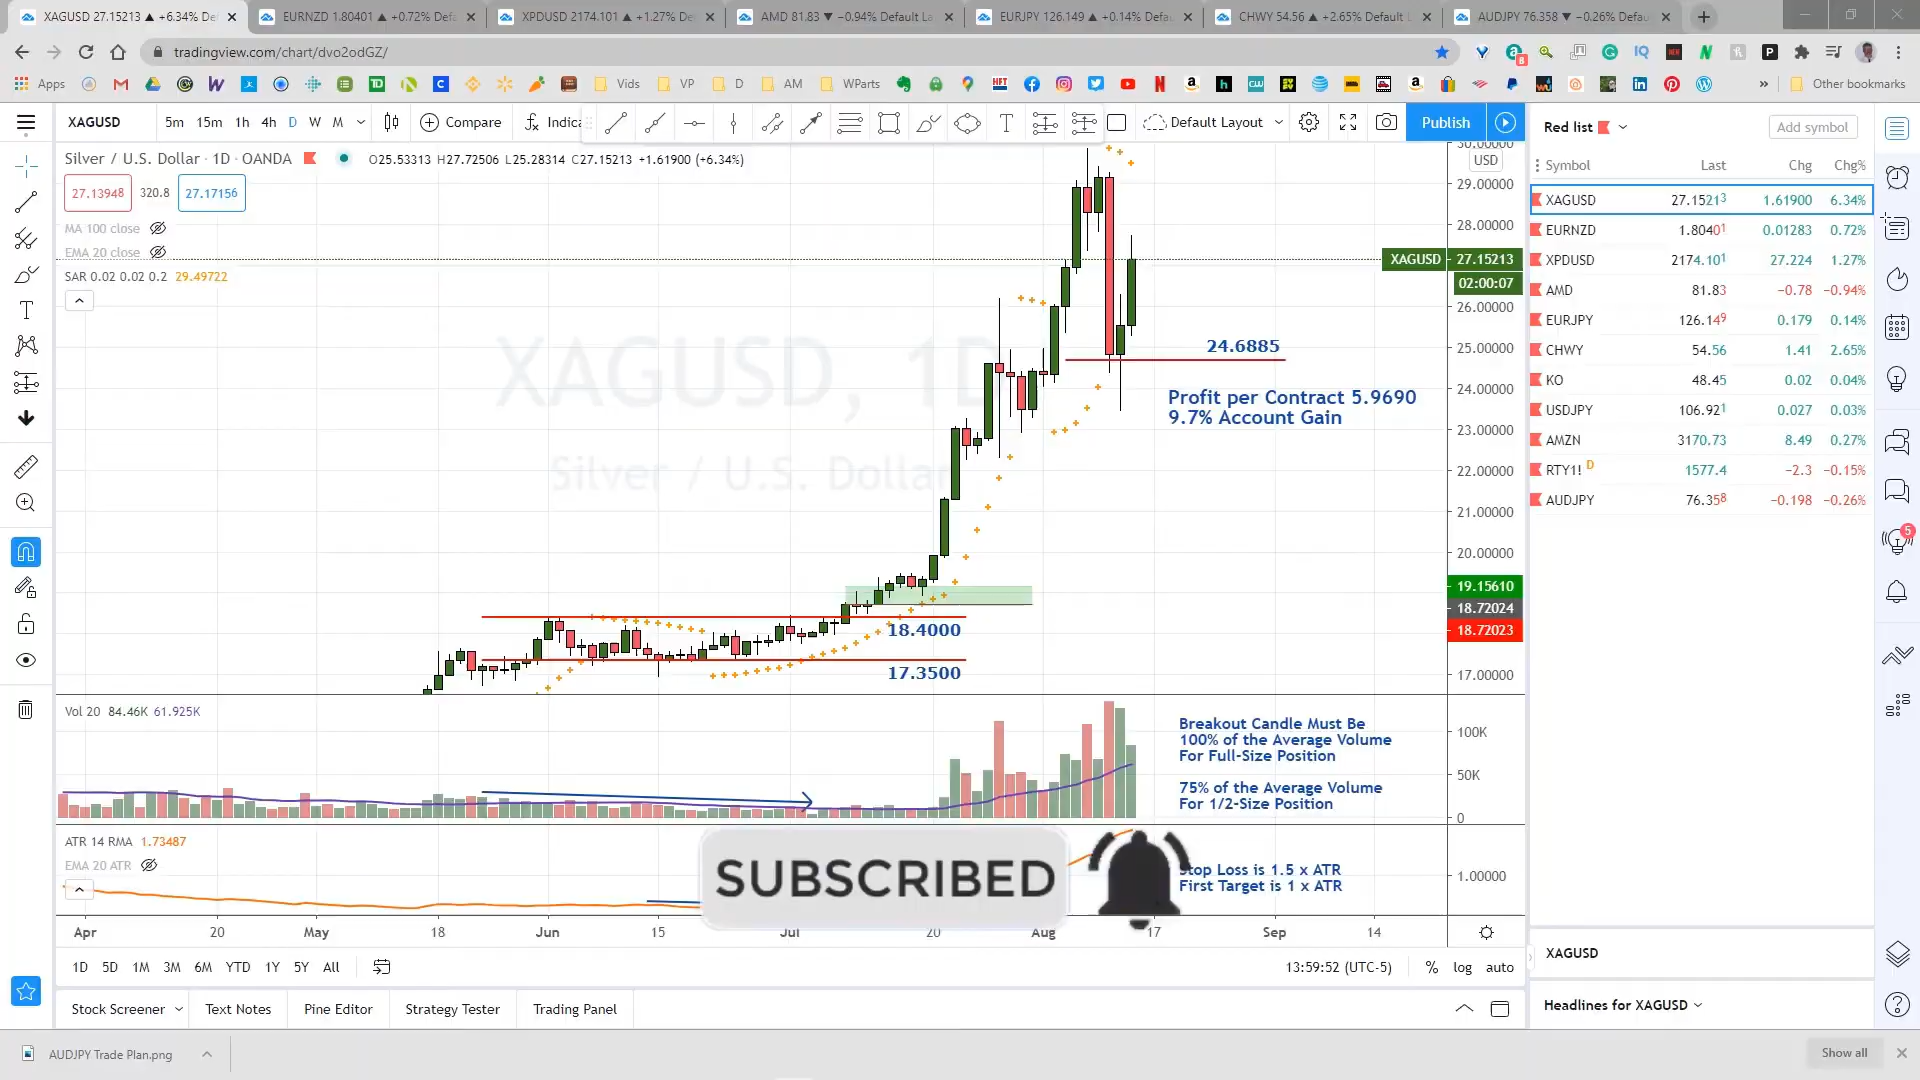 XAGUSD 27.15213 ▲ +6.34% De
EURNZD 1.80401 ▲ +0.72% Defa
XPDUSD 2174.101 ▲ +1.27% De
AMD 81.83 ▼ −0.94% Default La
EURJPY 126.149 ▲ +0.14% Defa
CHWY 54.56 ▲ +2.65% Default L
AUDJPY 76.358 ▼ −0.26% Defau
tradingview.com/chart/dvo2odGZ/
Apps
Vids
VP
D
AM
WParts
Other bookmarks
XAGUSD
5m 15m 1h 4h D W M
Compare
Indica
Default Layout
Publish
Silver / U.S. Dollar · 1D · OANDA
O25.53313 H27.72506 L25.28314 C27.15213 +1.61900 (+6.34%)
27.13948 320.8 27.17156
MA 100 close
EMA 20 close
SAR 0.02 0.02 0.2 29.49722
XAGUSD, 1D
Silver / U.S. Dollar
24.6885
Profit per Contract 5.9690
9.7% Account Gain
18.4000
17.3500
30.00000
USD
29.00000
28.00000
XAGUSD 27.15213
02:00:07
26.00000
25.00000
24.00000
23.00000
22.00000
21.00000
20.00000
19.15610
18.72024
18.72023
17.00000
Vol 20 84.46K 61.925K
Breakout Candle Must Be
100% of the Average Volume
For Full-Size Position
75% of the Average Volume
For 1/2-Size Position
100K
50K
0
ATR 14 RMA 1.73487
EMA 20 ATR
SUBSCRIBED
Stop Loss is 1.5 x ATR
First Target is 1 x ATR
1.00000
Apr 20 May 18 Jun 15 Jul 20 Aug 17 Sep 14
1D 5D 1M 3M 6M YTD 1Y 5Y All
13:59:52 (UTC-5) % log auto
Stock Screener
Text Notes
Pine Editor
Strategy Tester
Trading Panel
Red list
Add symbol
Symbol Last Chg Chg%
XAGUSD 27.15213 1.61900 6.34%
EURNZD 1.80401 0.01283 0.72%
XPDUSD 2174.101 27.224 1.27%
AMD 81.83 −0.78 −0.94%
EURJPY 126.149 0.179 0.14%
CHWY 54.56 1.41 2.65%
KO 48.45 0.02 0.04%
USDJPY 106.921 0.027 0.03%
AMZN 3170.73 8.49 0.27%
RTY1! D 1577.4 −2.3 −0.15%
AUDJPY 76.358 −0.198 −0.26%
5
XAGUSD
Headlines for XAGUSD
AUDJPY Trade Plan.png
Show all